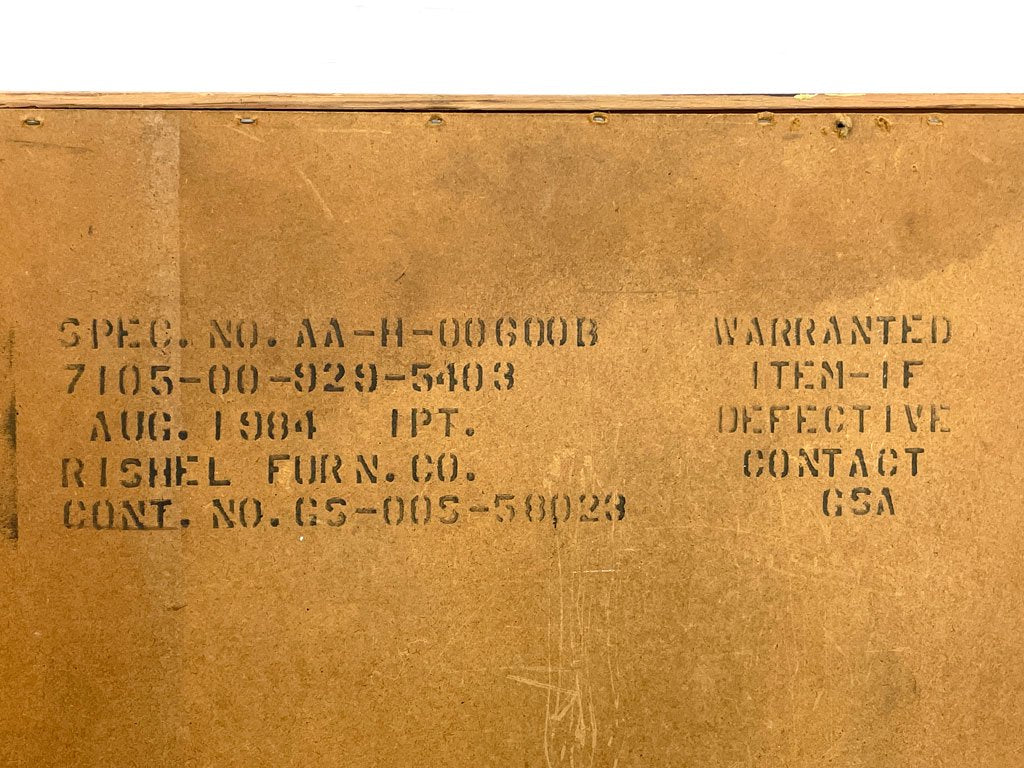 SPEC. NO. AA-H-00600B
7105-00-929-5403
AUG. 1984 1PT.
RISHEL FURN. CO.
CONT. NO. GS-00S-58023
WARRANTED
ITEM-IF
DEFECTIVE
CONTACT
GSA